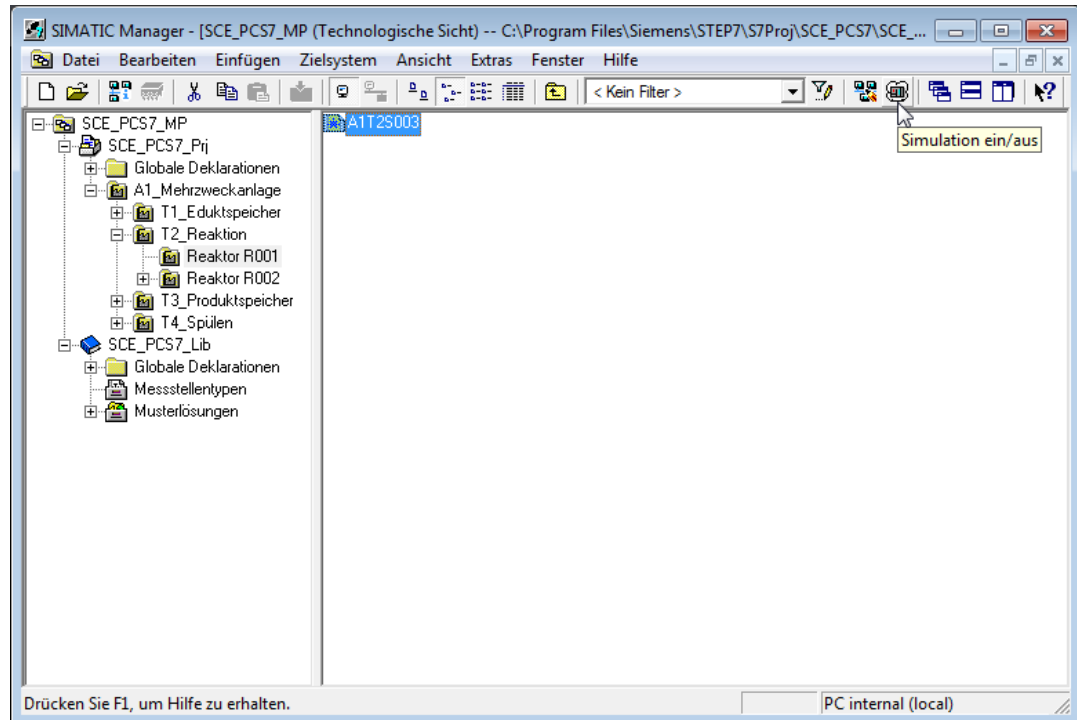 SIMATIC Manager - [SCE_PCS7_MP (Technologische Sicht) -- C:\Program Files\Siemens\STEP7\S7Proj\SCE_PCS7\SCE_...
Datei Bearbeiten Einfügen Zielsystem Ansicht Extras Fenster Hilfe
< Kein Filter >
Simulation ein/aus
SCE_PCS7_MP
SCE_PCS7_Prj
Globale Deklarationen
A1_Mehrzweckanlage
T1_Eduktspeicher
T2_Reaktion
Reaktor R001
Reaktor R002
T3_Produktspeicher
T4_Spülen
SCE_PCS7_Lib
Globale Deklarationen
Messstellentypen
Musterlösungen
A1T2S003
Drücken Sie F1, um Hilfe zu erhalten.
PC internal (local)